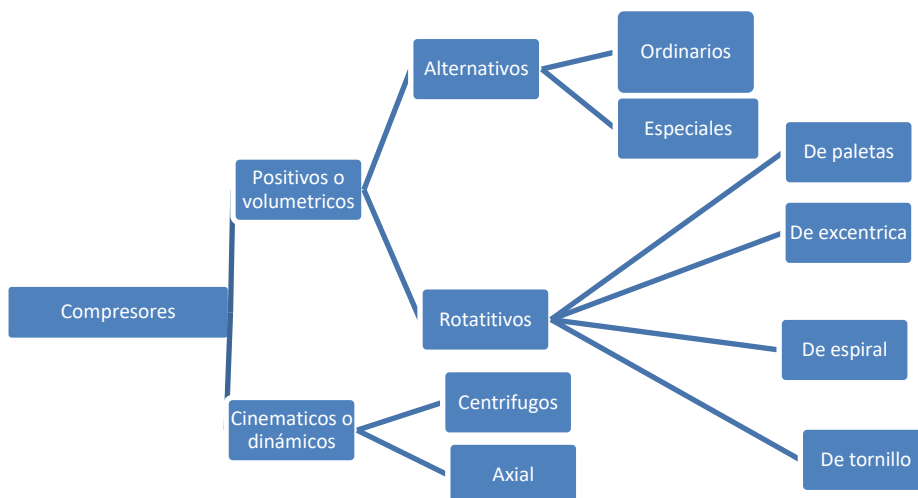 Compresores
Positivos o
volumetricos
Alternativos
Ordinarios
Especiales
Rotatitivos
De paletas
De excentrica
De espiral
De tornillo
Cinematicos o
dinámicos
Centrifugos
Axial